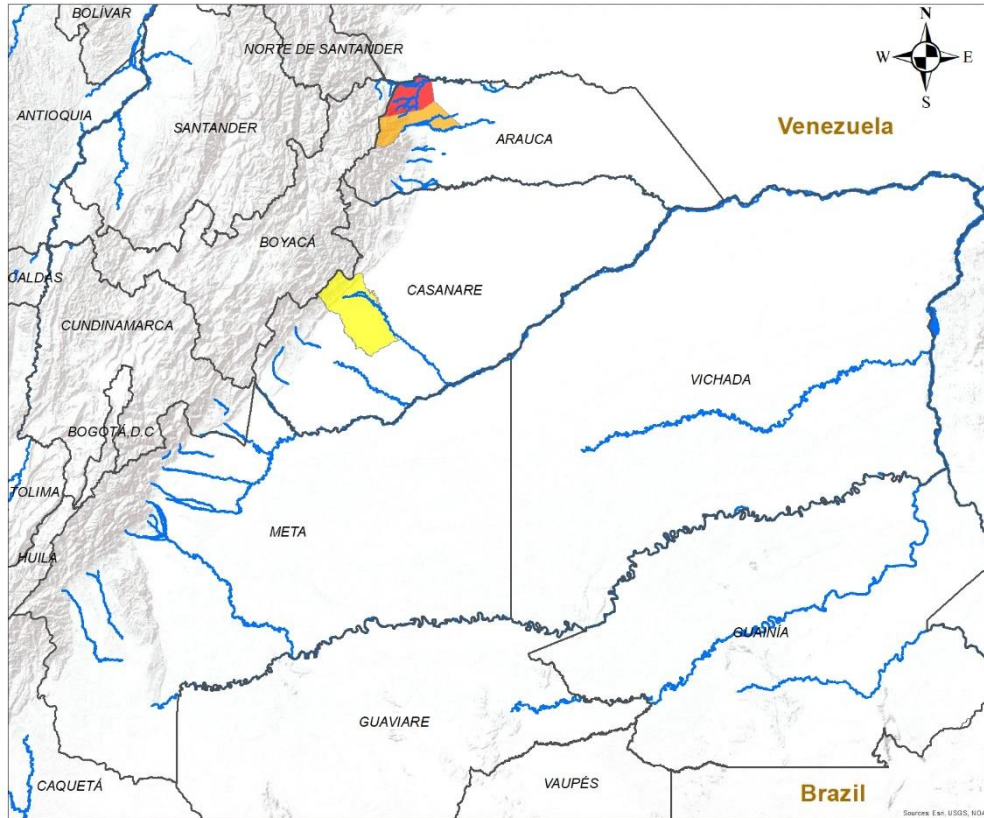 BOLÍVAR
N
NORTE DE SANTANDER
W E
S
ANTIOQUIA
SANTANDER
Venezuela
ARAUCA
BOYACÁ
CALDAS
CASANARE
CUNDINAMARCA
VICHADA
BOGOTÁ D.C
TOLIMA
META
HUILA
GUAINÍA
GUAVIARE
CAQUETÁ
VAUPÉS
Brazil
Sources: Esri, USGS, NOA